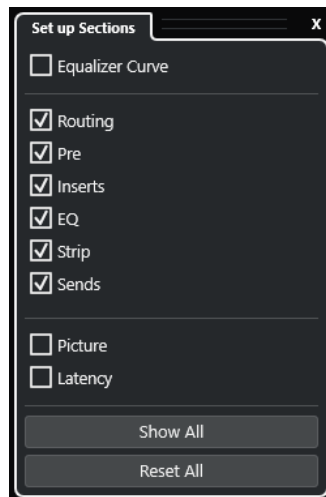 Set up Sections x
Equalizer Curve
Routing
Pre
Inserts
EQ
Strip
Sends
Picture
Latency
Show All
Reset All